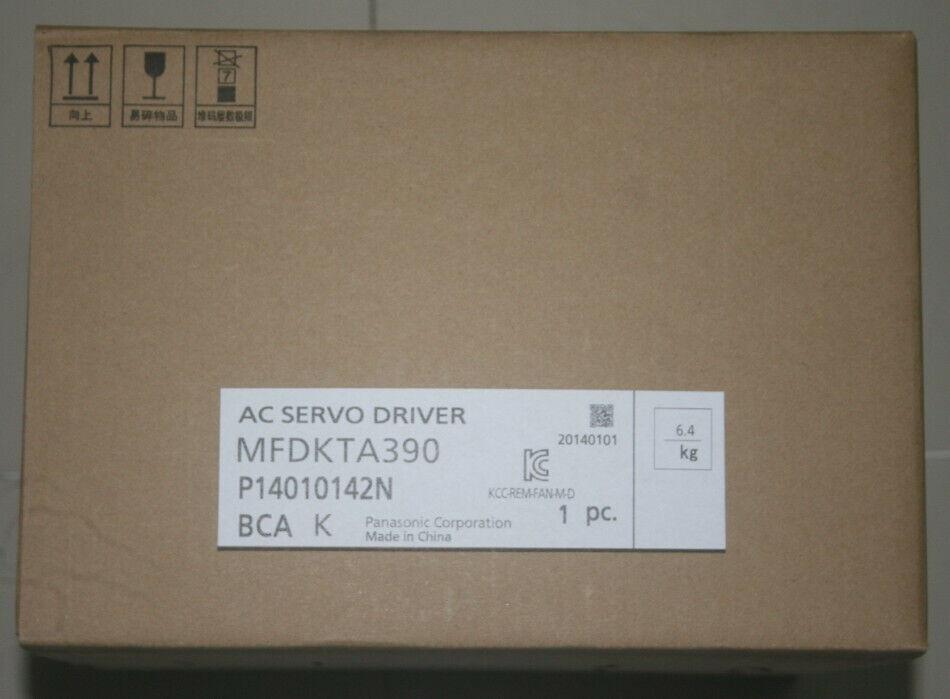 7
向上
易碎物品
堆码层数极限
AC SERVO DRIVER
MFDKTA390
20140101
P14010142N
KCC-REM-FAN-M-D
1 pc.
BCA K
Panasonic Corporation
Made in China
6.4
kg